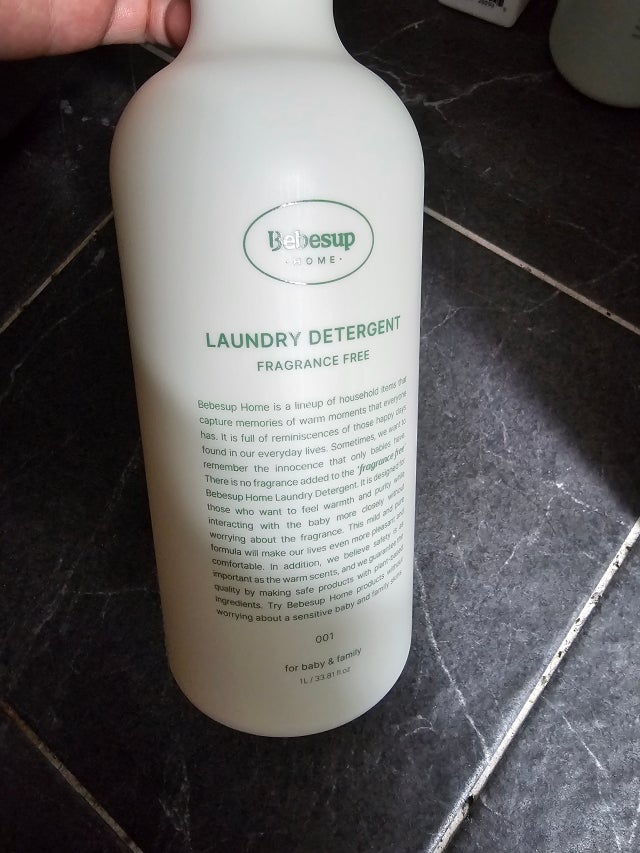 Bebesup
·HOME·
LAUNDRY DETERGENT
FRAGRANCE FREE
Bebesup Home is a lineup of household items that
capture memories of warm moments that everyone
has. It is full of reminiscences of those happy days
found in our everyday lives. Sometimes, we want to
remember the innocence that only babies have.
There is no fragrance added to the 'fragrance free'
Bebesup Home Laundry Detergent. It is designed for
those who want to feel warmth and purity while
interacting with the baby more closely without
worrying about the fragrance. This mild and pure
formula will make our lives even more pleasant and
comfortable. In addition, we believe safety is as
important as the warm scents, and we guarantee the
quality by making safe products with plant-based
ingredients. Try Bebesup Home products without
worrying about a sensitive baby and family skin.
001
for baby & family
1L / 33.81 fl.oz